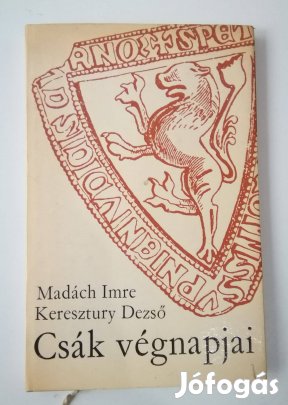 Madách Imre
Keresztury Dezső
Csák végnapjai
Jófogás